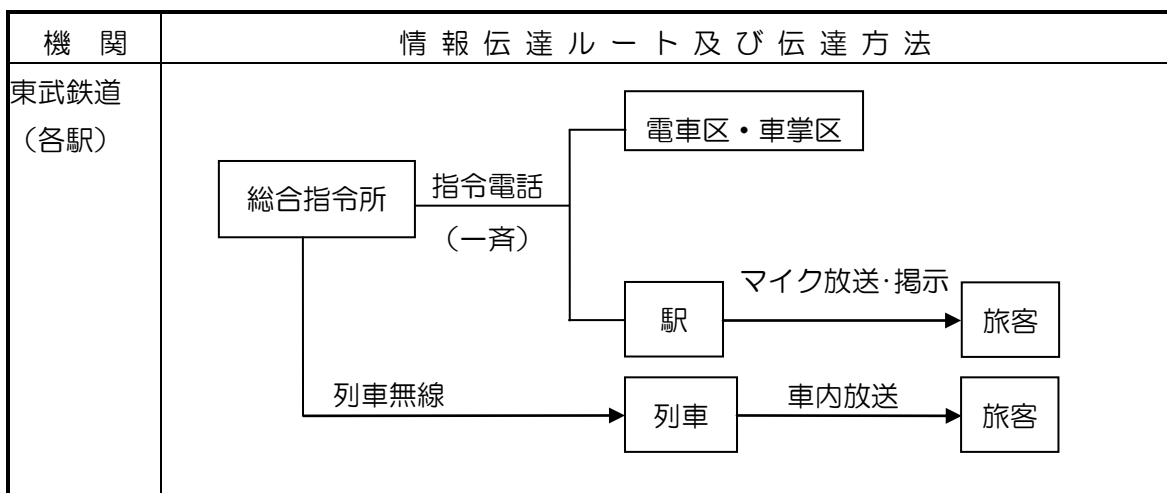 機 関
情 報 伝 達 ル ー ト 及 び 伝 達 方 法
東武鉄道
（各駅）
電車区・車掌区
総合指令所
指令電話
（一斉）
マイク放送･掲示
駅
旅客
列車無線
列車
車内放送
旅客